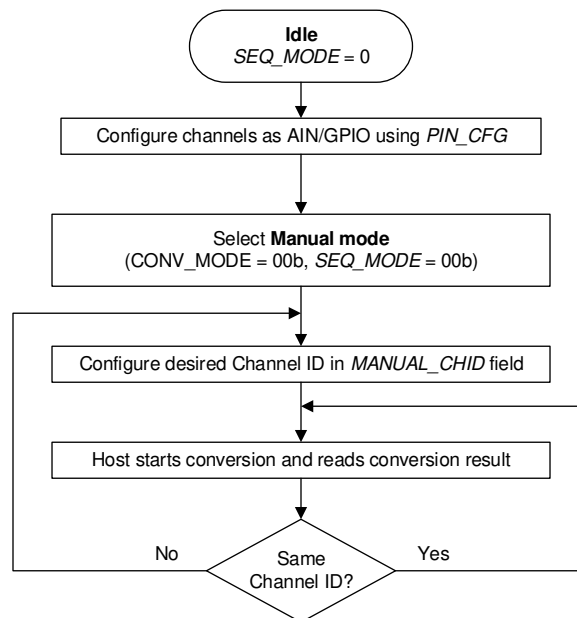 Idle
SEQ_MODE = 0
Configure channels as AIN/GPIO using PIN_CFG
Select Manual mode
(CONV_MODE = 00b, SEQ_MODE = 00b)
Configure desired Channel ID in MANUAL_CHID field
Host starts conversion and reads conversion result
No
Same
Channel ID?
Yes